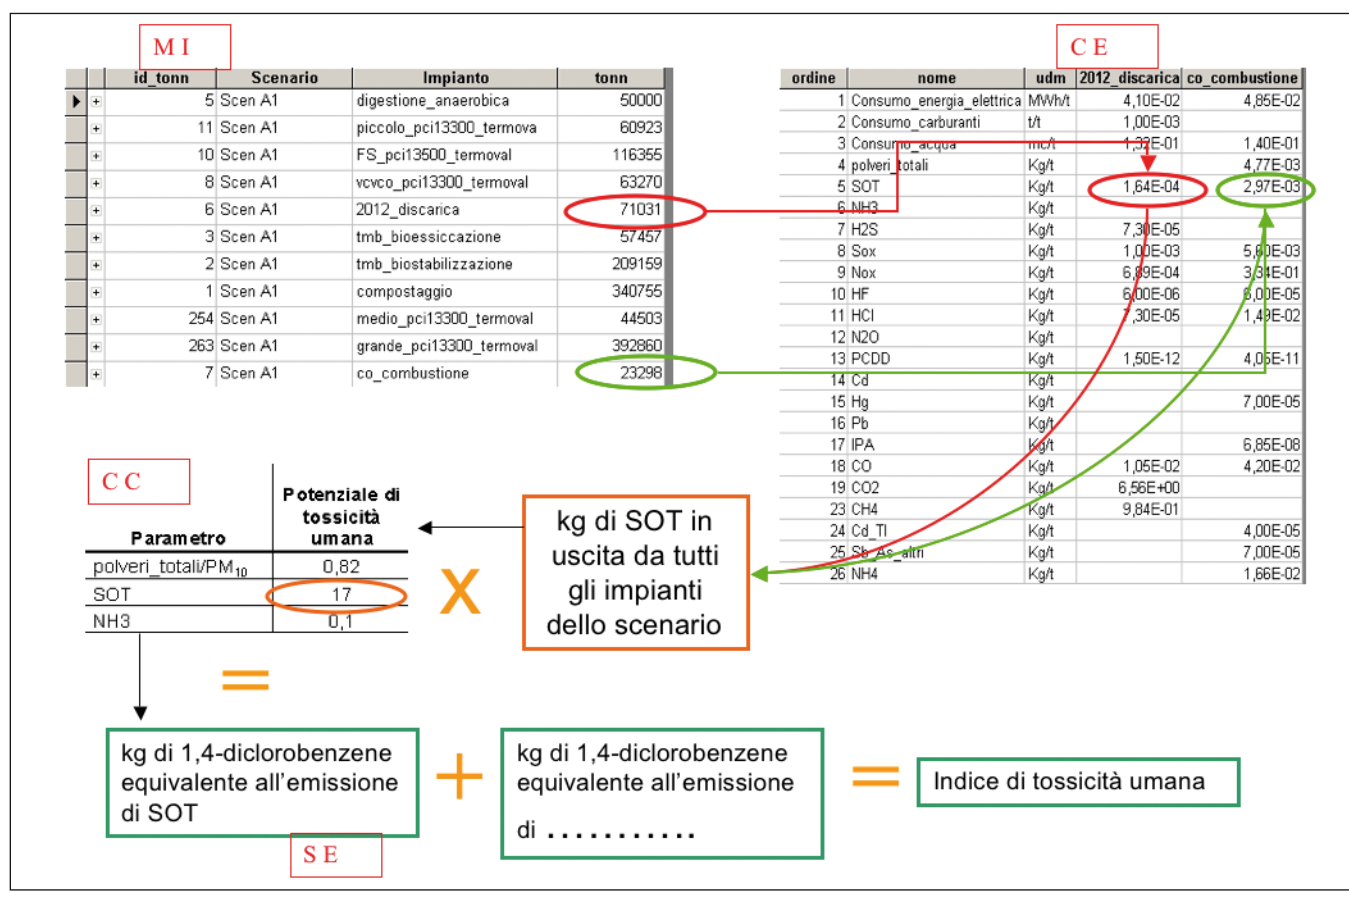 M I
id_tonn Scenario Impianto tonn
5 Scen A1 digestione_anaerobica 50000
11 Scen A1 piccolo_pci13300_termova 60923
10 Scen A1 FS_pci13500_termoval 116355
8 Scen A1 vcvco_pci13300_termoval 63270
6 Scen A1 2012_discarica 71031
3 Scen A1 tmb_bioessiccazione 57457
2 Scen A1 tmb_biostabilizzazione 209159
1 Scen A1 compostaggio 340755
254 Scen A1 medio_pci13300_termoval 44503
263 Scen A1 grande_pci13300_termoval 392860
7 Scen A1 co_combustione 23298
C E
ordine nome udm 2012_discarica co_combustione
1 Consumo_energia_elettrica MWh/t 4,10E-02 4,85E-02
2 Consumo_carburanti t/t 1,00E-03
3 Consumo_acqua mc/t 1,32E-01 1,40E-01
4 polveri_totali Kg/t 4,77E-03
5 SOT Kg/t 1,64E-04 2,97E-03
6 NH3 Kg/t
7 H2S Kg/t 7,30E-05
8 Sox Kg/t 1,00E-03 5,60E-03
9 Nox Kg/t 6,89E-04 3,34E-01
10 HF Kg/t 6,00E-06 6,00E-05
11 HCl Kg/t 7,30E-05 1,49E-02
12 N2O Kg/t
13 PCDD Kg/t 1,50E-12 4,05E-11
14 Cd Kg/t
15 Hg Kg/t 7,00E-05
16 Pb Kg/t
17 IPA Kg/t 6,85E-08
18 CO Kg/t 1,05E-02 4,20E-02
19 CO2 Kg/t 6,56E+00
23 CH4 Kg/t 9,84E-01
24 Cd_Tl Kg/t 4,00E-05
25 Sb_As_altri Kg/t 7,00E-05
26 NH4 Kg/t 1,66E-02
C C
Potenziale di
tossicità
Parametro umana
polveri_totali/PM10 0,82
SOT 17
NH3 0,1
X
kg di SOT in
uscita da tutti
gli impianti
dello scenario
=
kg di 1,4-diclorobenzene
equivalente all'emissione
di SOT
+
kg di 1,4-diclorobenzene
equivalente all'emissione
di ...........
=
Indice di tossicità umana
S E